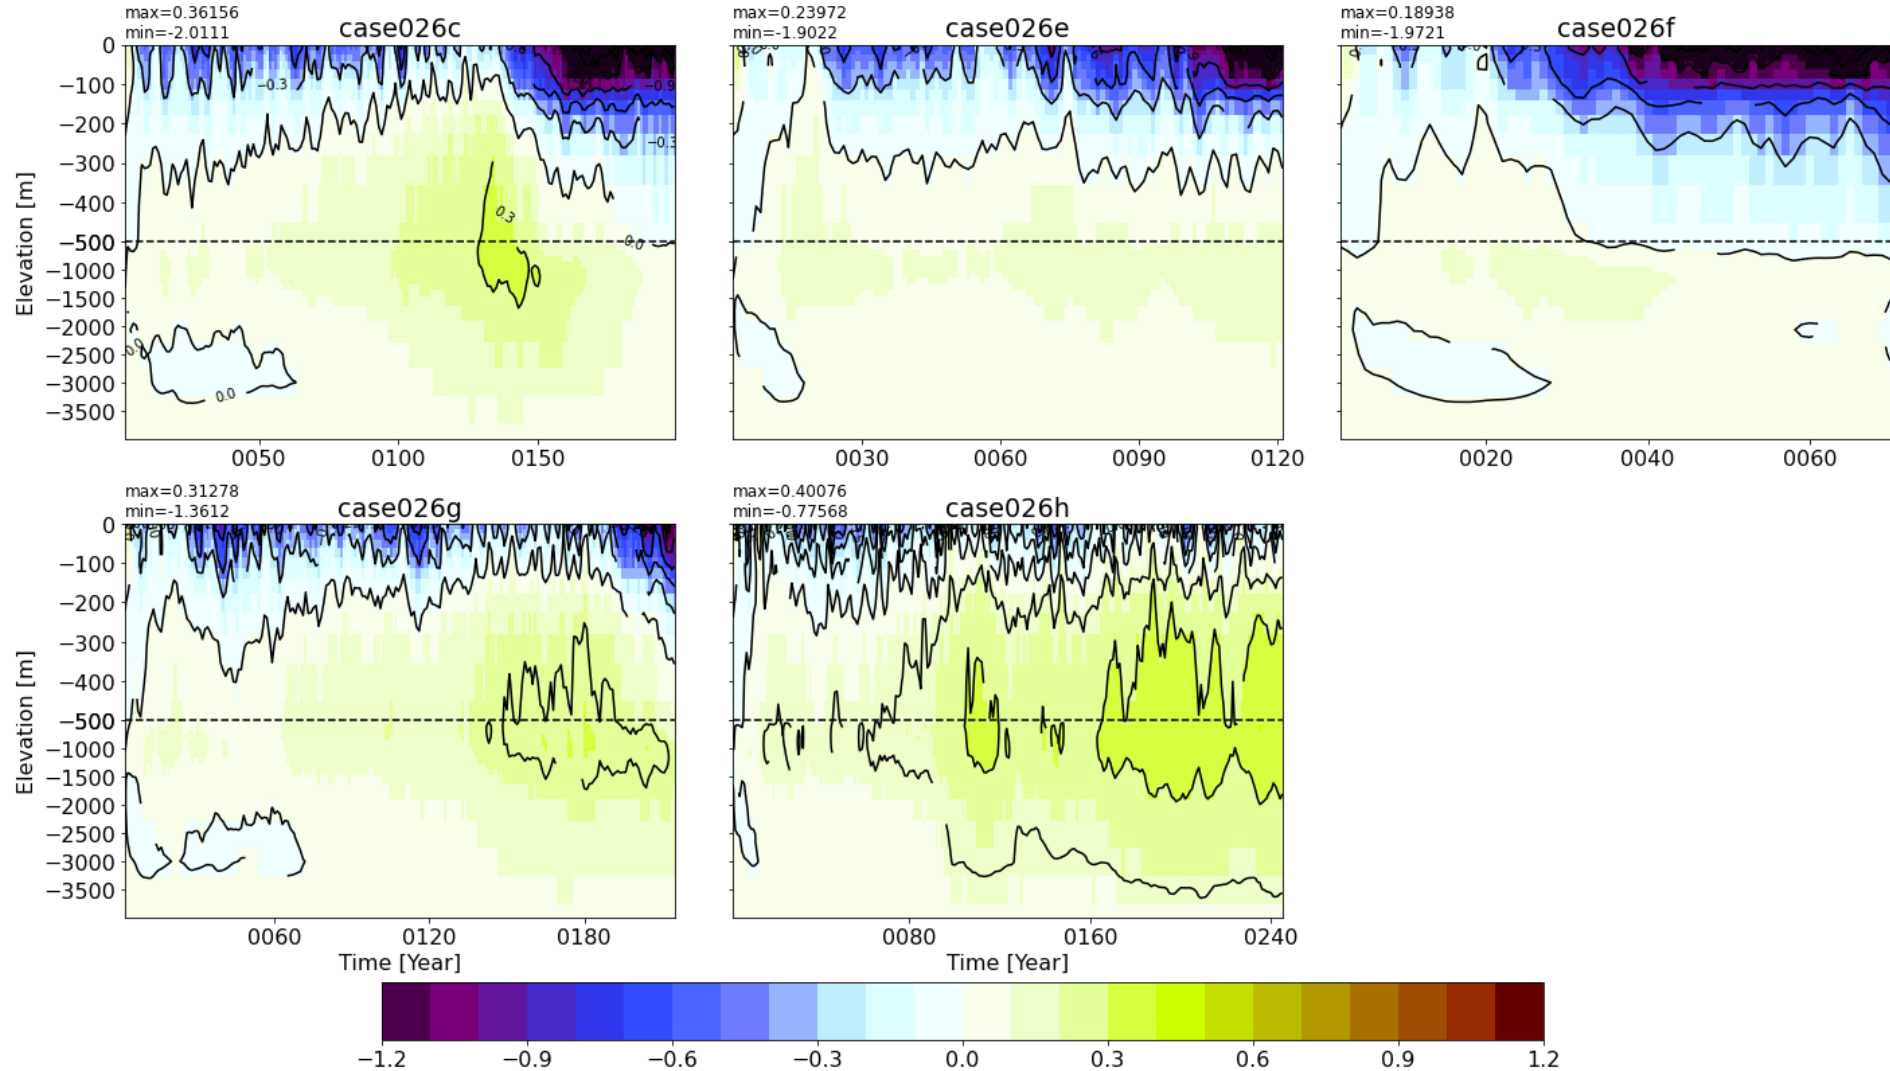 max=0.36156
min=-2.0111
case026c
max=0.23972
min=-1.9022
case026e
max=0.18938
min=-1.9721
case026f
0
−100
−200
−300
−400
−500
−1000
−1500
−2000
−2500
−3000
−3500
Elevation [m]
−0.3
−0.9
−0.3
0.3
0.0
0.0
0.0
0050
0100
0150
0030
0060
0090
0120
0020
0040
0060
max=0.31278
min=-1.3612
case026g
max=0.40076
min=-0.77568
case026h
0
−100
−200
−300
−400
−500
−1000
−1500
−2000
−2500
−3000
−3500
Elevation [m]
0060
0120
0180
Time [Year]
0080
0160
0240
Time [Year]
−1.2
−0.9
−0.6
−0.3
0.0
0.3
0.6
0.9
1.2